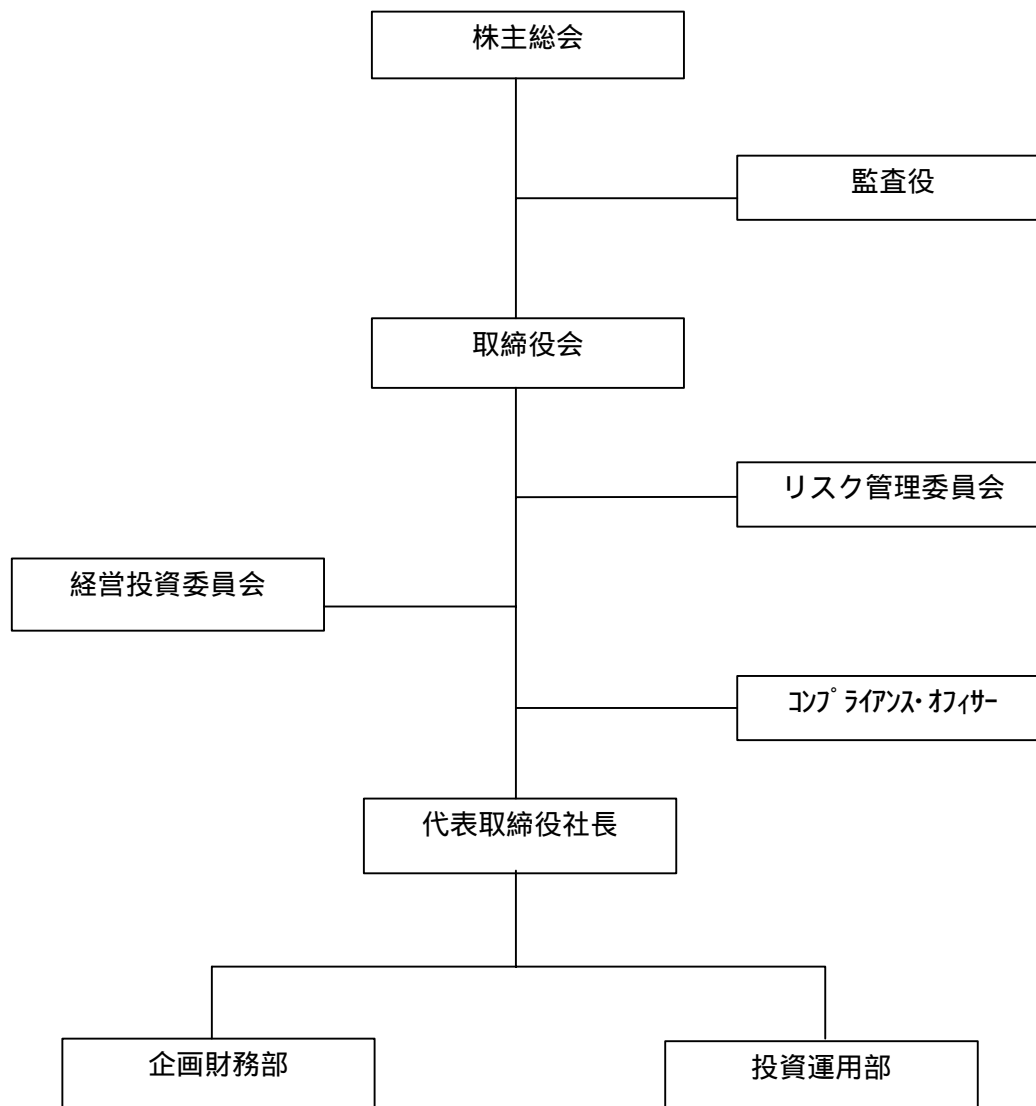 株主総会
監査役
取締役会
リスク管理委員会
経営投資委員会
コンプライアンス・オフィサー
代表取締役社長
企画財務部
投資運用部